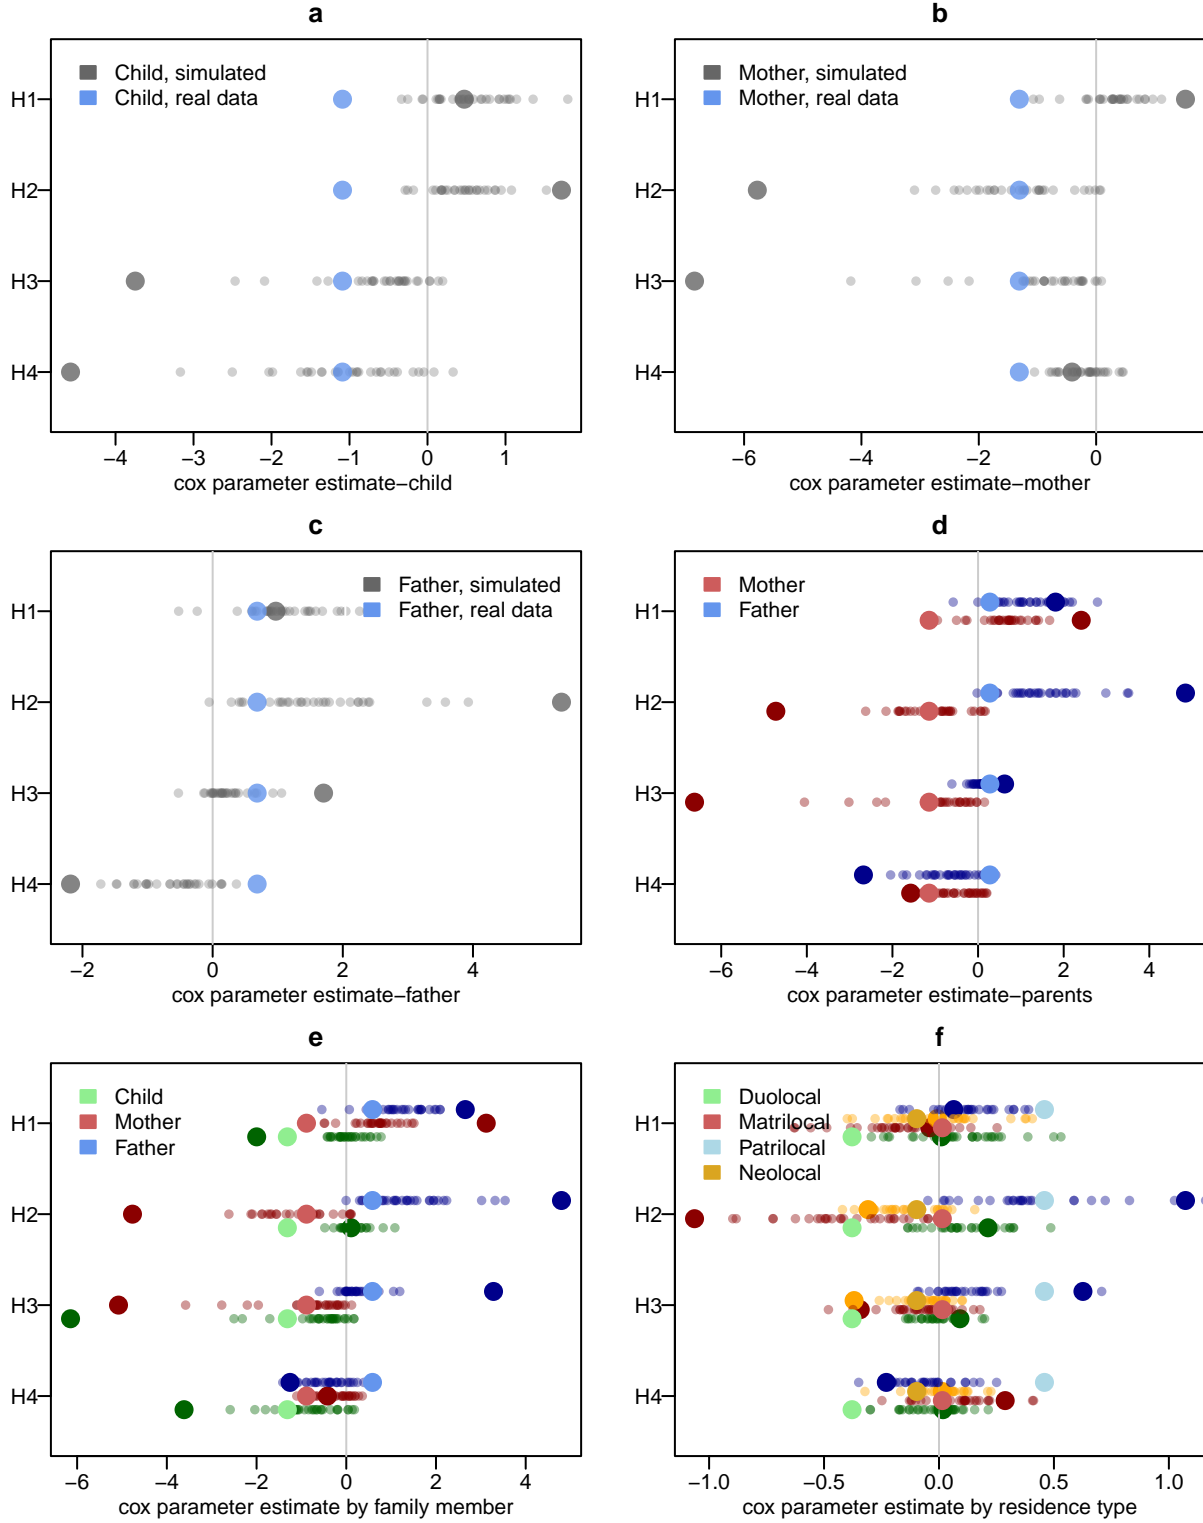 a
Child, simulated
Child, real data
H1
H2
H3
H4
−4 −3 −2 −1 0 1
cox parameter estimate−child
b
Mother, simulated
Mother, real data
H1
H2
H3
H4
−6 −4 −2 0
cox parameter estimate−mother
c
Father, simulated
Father, real data
H1
H2
H3
H4
−2 0 2 4
cox parameter estimate−father
d
Mother
Father
H1
H2
H3
H4
−6 −4 −2 0 2 4
cox parameter estimate−parents
e
Child
Mother
Father
H1
H2
H3
H4
−6 −4 −2 0 2 4
cox parameter estimate by family member
f
Duolocal
Matrilocal
Patrilocal
Neolocal
H1
H2
H3
H4
−1.0 −0.5 0.0 0.5 1.0
cox parameter estimate by residence type